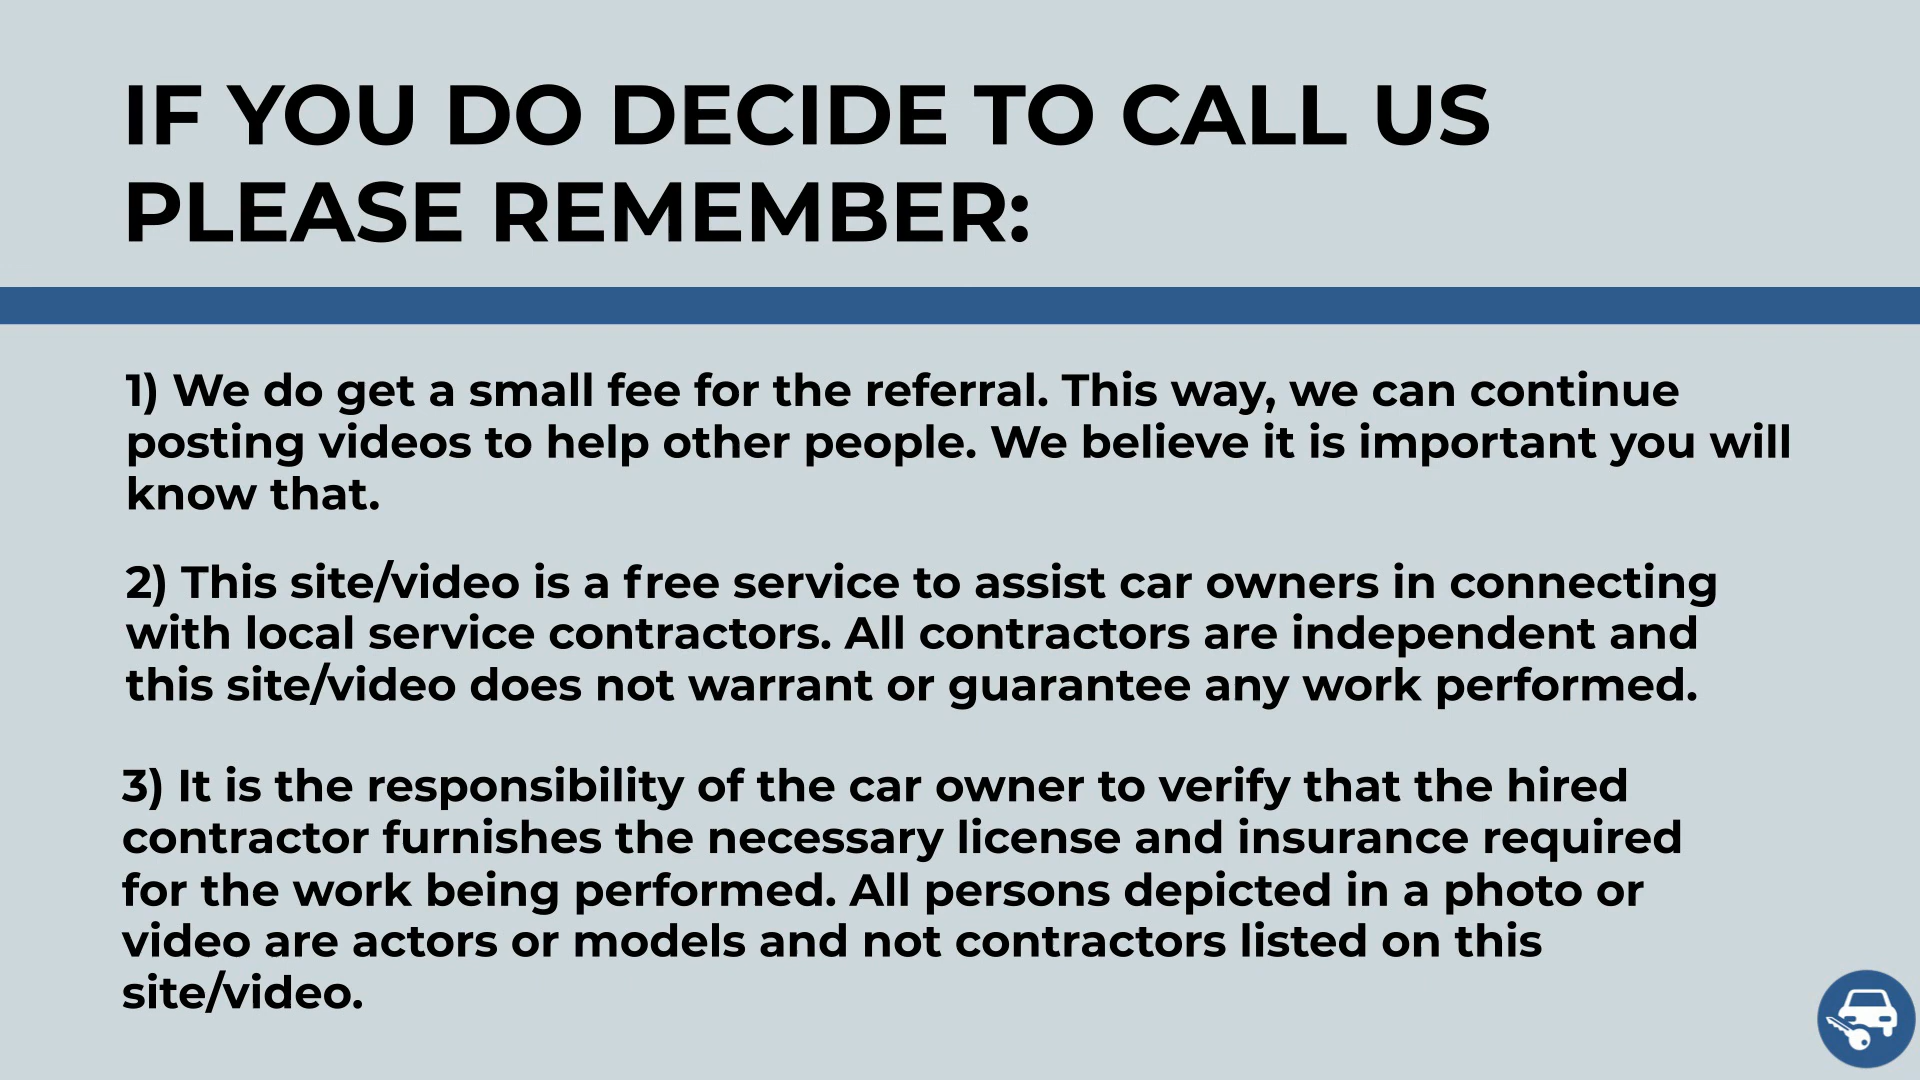 IF YOU DO DECIDE TO CALL US
PLEASE REMEMBER:
1) We do get a small fee for the referral. This way, we can continue
posting videos to help other people. We believe it is important you will
know that.
2) This site/video is a free service to assist car owners in connecting
with local service contractors. All contractors are independent and
this site/video does not warrant or guarantee any work performed.
3) It is the responsibility of the car owner to verify that the hired
contractor furnishes the necessary license and insurance required
for the work being performed. All persons depicted in a photo or
video are actors or models and not contractors listed on this
site/video.